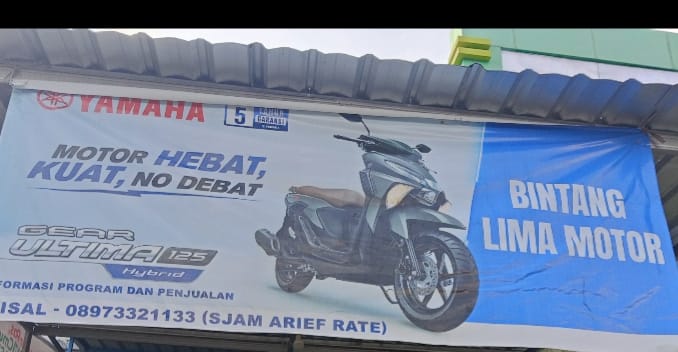 YAMAHA
5 TAHUN GARANSI
MOTOR HEBAT,
KUAT, NO DEBAT
GEAR
ULTIMA 125
Hybrid
FORMASI PROGRAM DAN PENJUALAN
ISAL - 08973321133 (SJAM ARIEF RATE)
BINTANG
LIMA MOTOR